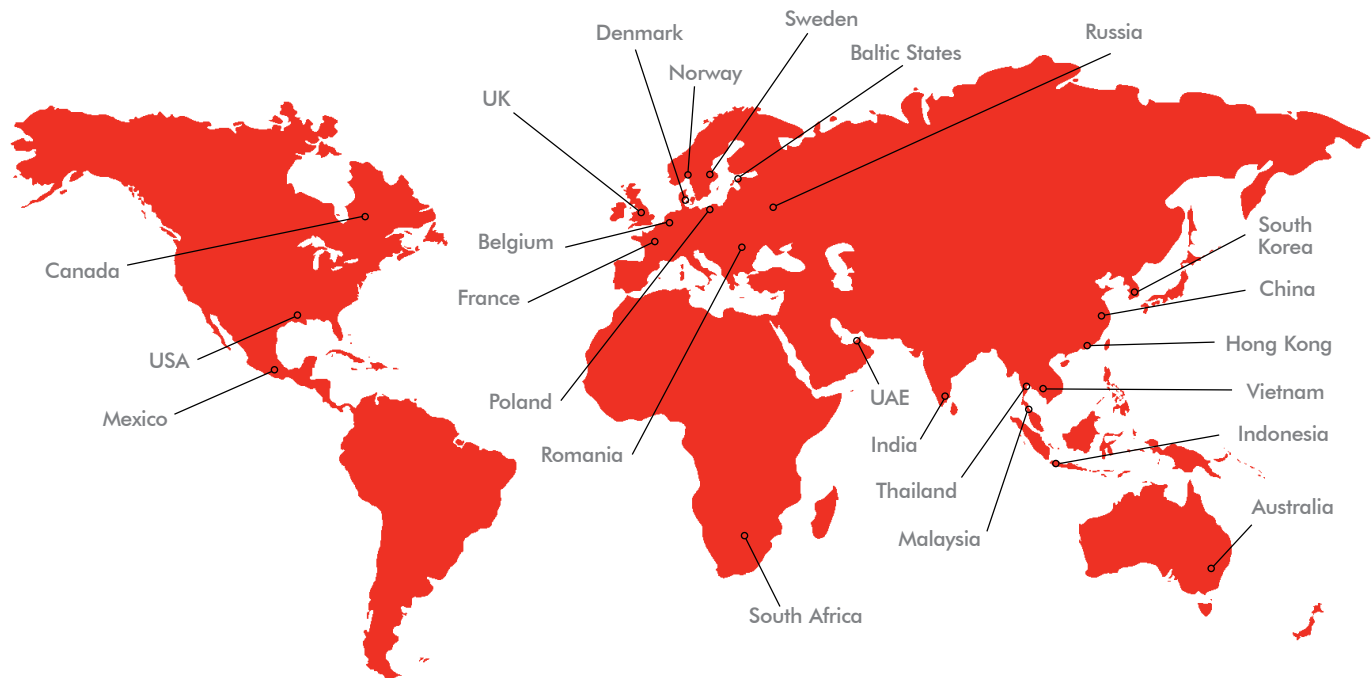 Sweden
Denmark
Russia
Baltic States
Norway
UK
South
Korea
Belgium
Canada
China
France
Hong Kong
USA
Vietnam
UAE
Poland
Mexico
Indonesia
India
Romania
Thailand
Australia
Malaysia
South Africa